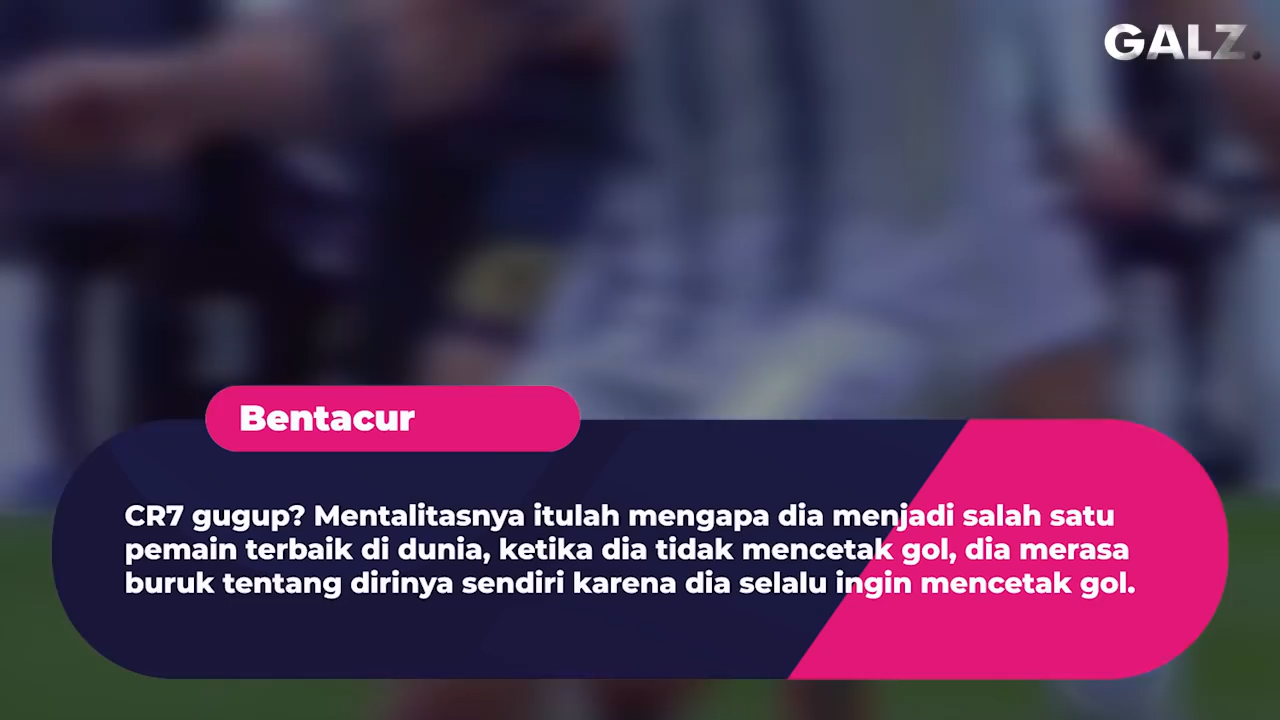 GALZ.
Bentacur
CR7 gugup? Mentalitasnya itulah mengapa dia menjadi salah satu
pemain terbaik di dunia, ketika dia tidak mencetak gol, dia merasa
buruk tentang dirinya sendiri karena dia selalu ingin mencetak gol.